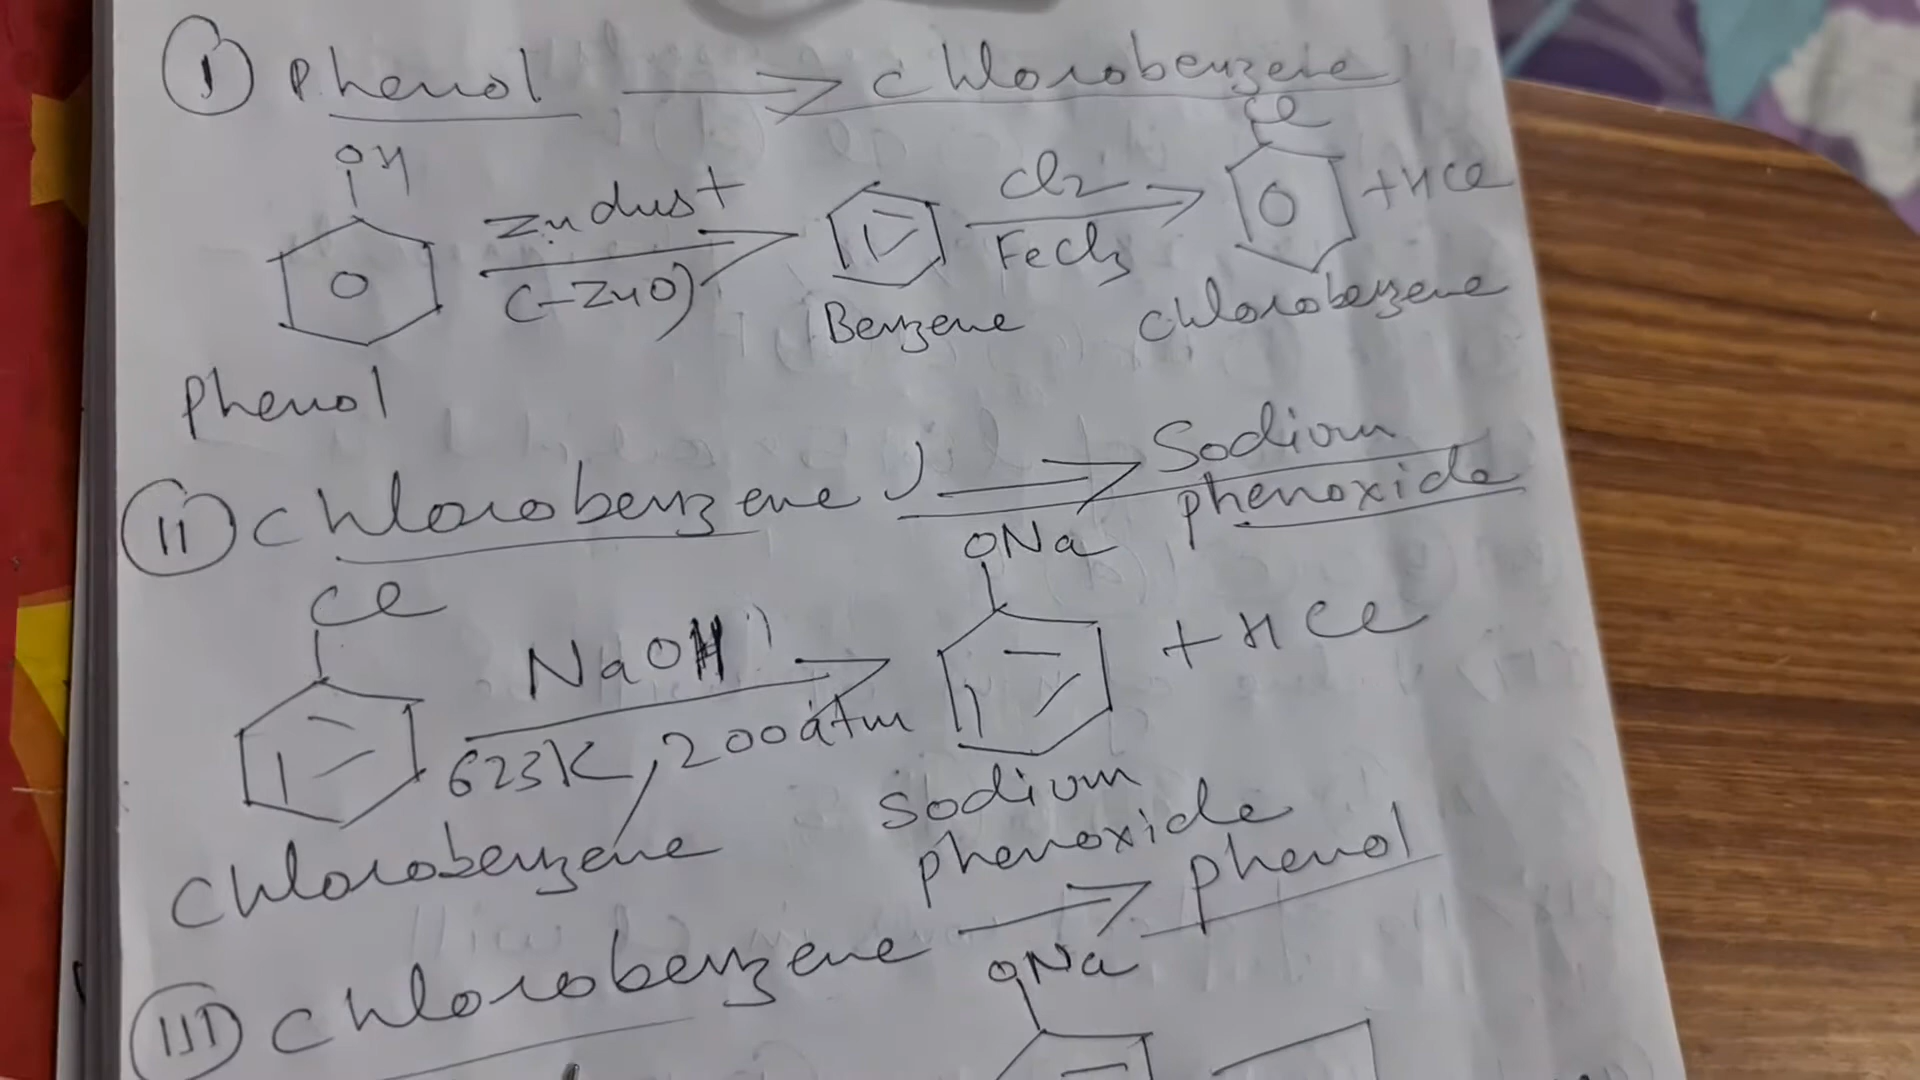 I Phenol → chlorobenzene
OH Cl
Zn dust Cl2 + HCl
(-ZnO) FeCl3
Benzene chlorobenzene
Phenol
II chlorobenzene → Sodium
phenoxide
Cl ONa
NaOH + HCl
623K, 200atm
chlorobenzene Sodium
phenoxide
III chlorobenzene → phenol
ONa